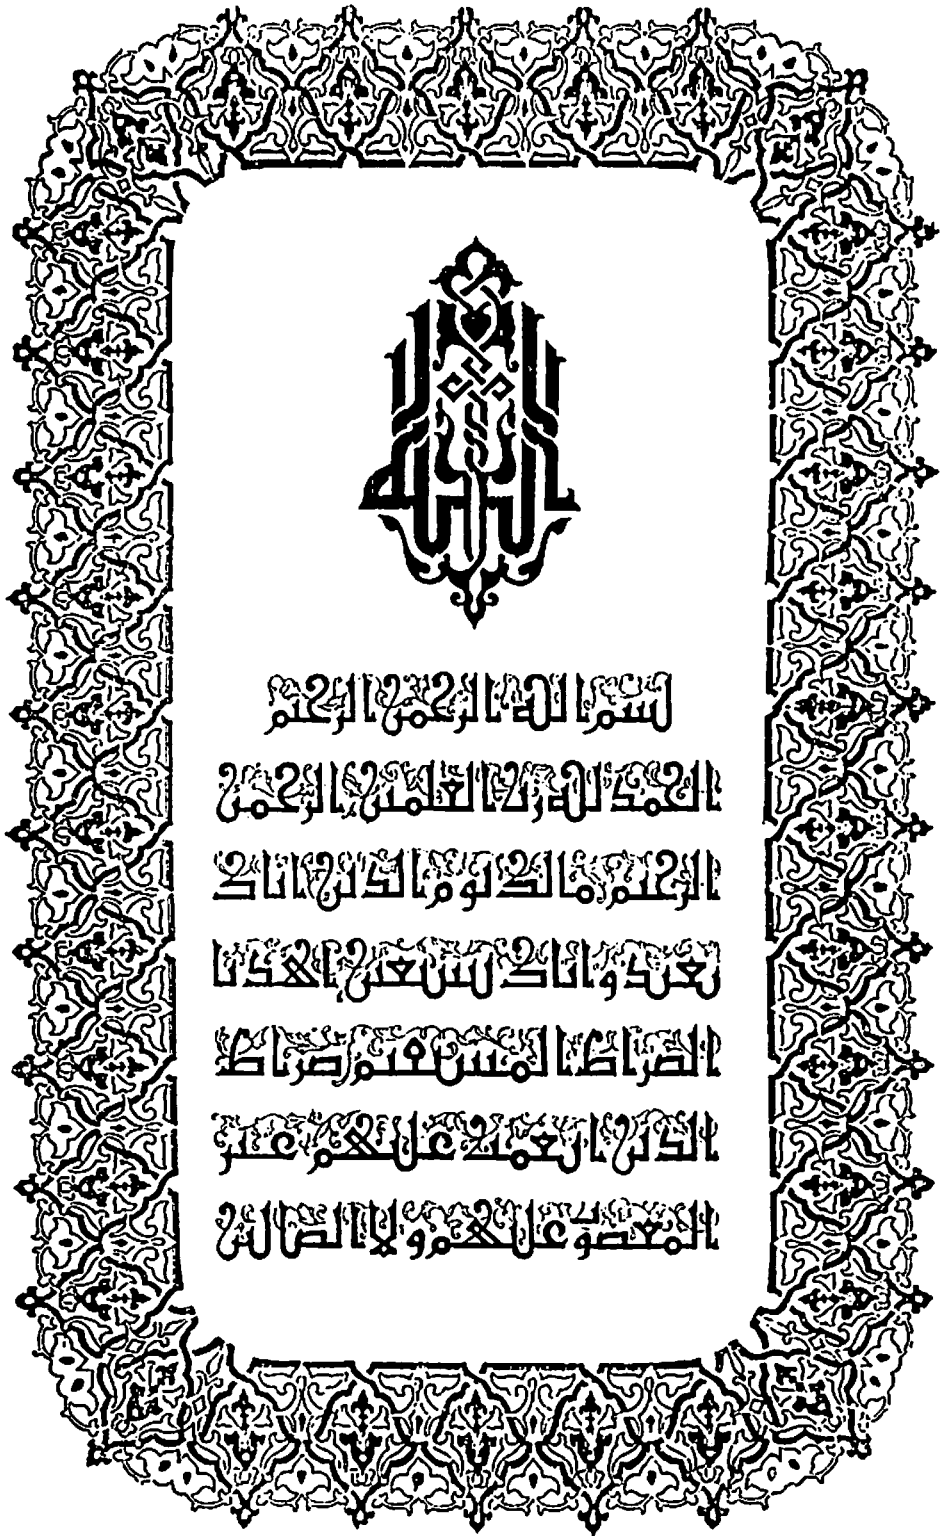 الله
بسم الله الرحمن الرحيم
الحمد لله رب العلمين الرحمن
الرحيم مالك يوم الدين اياك
نعبد واياك نستعين اهدنا
الصراط المستقيم صراط
الذين انعمت عليهم غير
المغضوب عليهم ولا الضالين